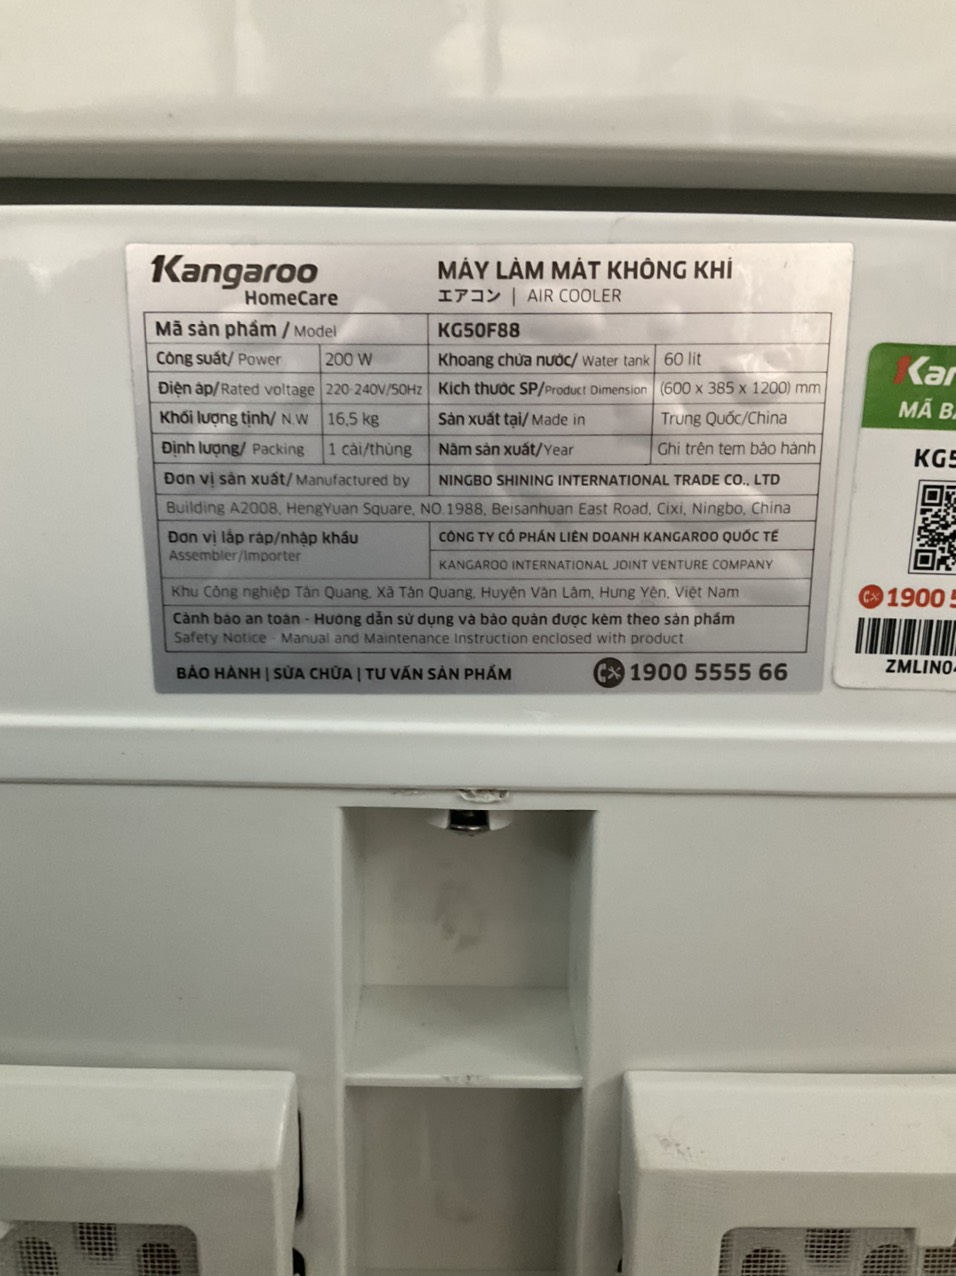 Kangaroo
HomeCare
MÁY LÀM MÁT KHÔNG KHÍ
エアコン | AIR COOLER
Mã sản phẩm / Model KG50F88
Công suất/ Power 200 W Khoang chứa nước/ Water tank 60 lít
Điện áp/Rated voltage 220-240V/50Hz Kích thước SP/Product Dimension (600 x 385 x 1200) mm
Khối lượng tịnh/ N.W 16,5 kg Sản xuất tại/ Made in Trung Quốc/China
Định lượng/ Packing 1 cái/thùng Năm sản xuất/Year Ghi trên tem bảo hành
Đơn vị sản xuất/ Manufactured by NINGBO SHINING INTERNATIONAL TRADE CO., LTD
Building A2008, HengYuan Square, NO.1988, Beisanhuan East Road, Cixi, Ningbo, China
Đơn vị lắp ráp/nhập khẩu
Assembler/Importer
CÔNG TY CỔ PHẦN LIÊN DOANH KANGAROO QUỐC TẾ
KANGAROO INTERNATIONAL JOINT VENTURE COMPANY
Khu Công nghiệp Tân Quang, Xã Tân Quang, Huyện Văn Lâm, Hưng Yên, Việt Nam
Cảnh báo an toàn - Hướng dẫn sử dụng và bảo quản được kèm theo sản phẩm
Safety Notice - Manual and Maintenance Instruction enclosed with product
BẢO HÀNH | SỬA CHỮA | TƯ VẤN SẢN PHẨM 1900 5555 66
Kan
MÃ B
KG5
1900 5
ZMLIN0